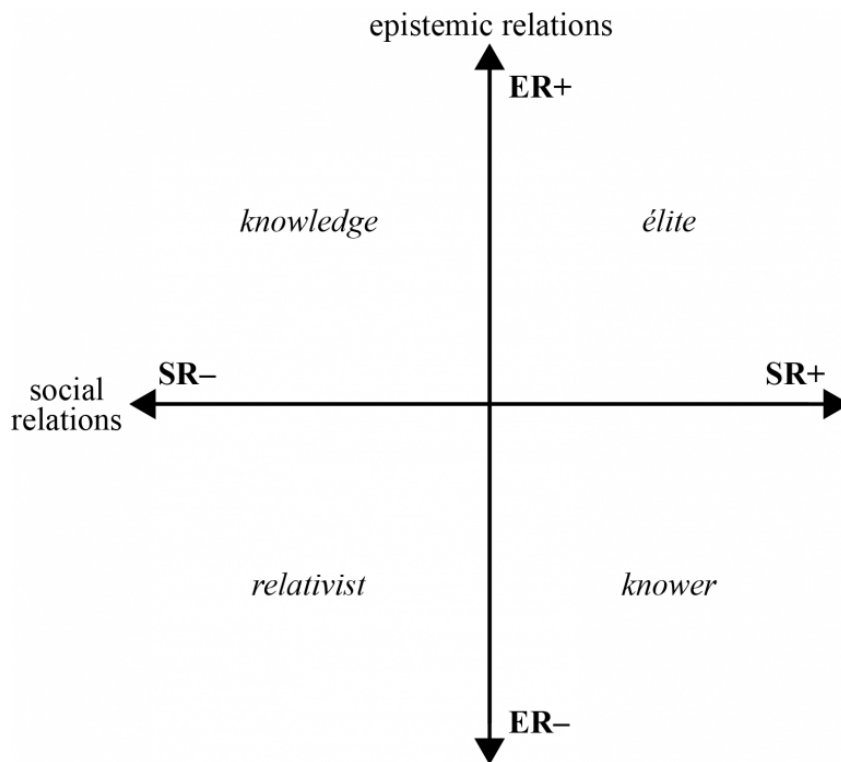 epistemic relations
ER+
knowledge
élite
SR–
SR+
social
relations
relativist
knower
ER–